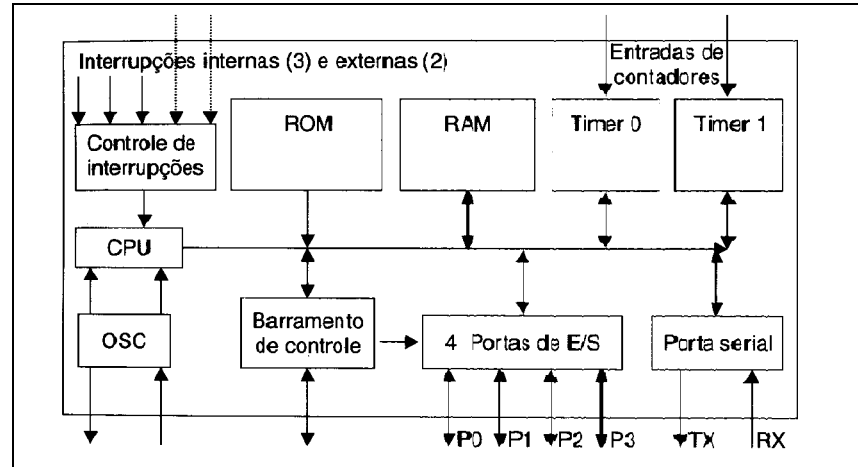 Interrupções internas (3) e externas (2)
Entradas de
contadores
Controle de
interrupções
ROM
RAM
Timer 0
Timer 1
CPU
OSC
Barramento
de controle
4 Portas de E/S
Porta serial
P0
P1
P2
P3
TX
RX